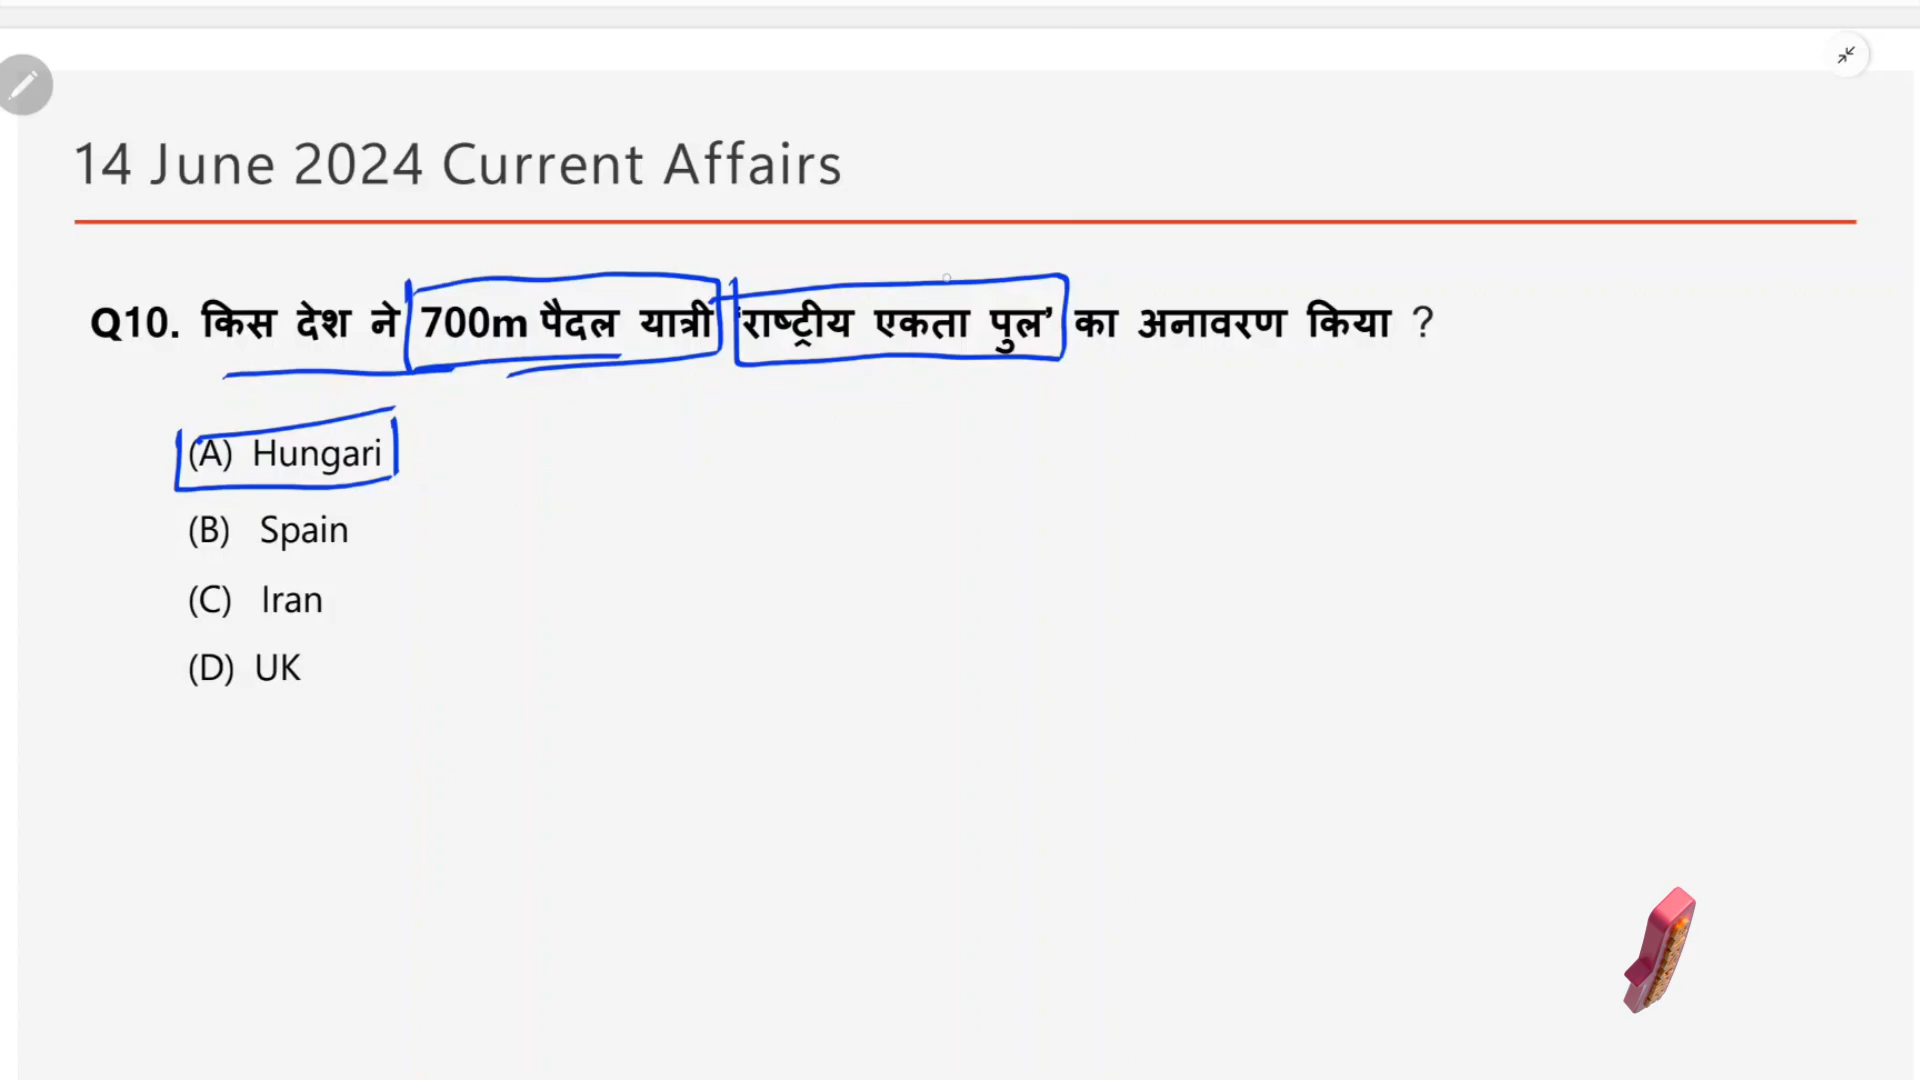 14 June 2024 Current Affairs
Q10. किस देश ने 700m पैदल यात्री 'राष्ट्रीय एकता पुल’ का अनावरण किया ?
(A) Hungari
(B) Spain
(C) Iran
(D) UK